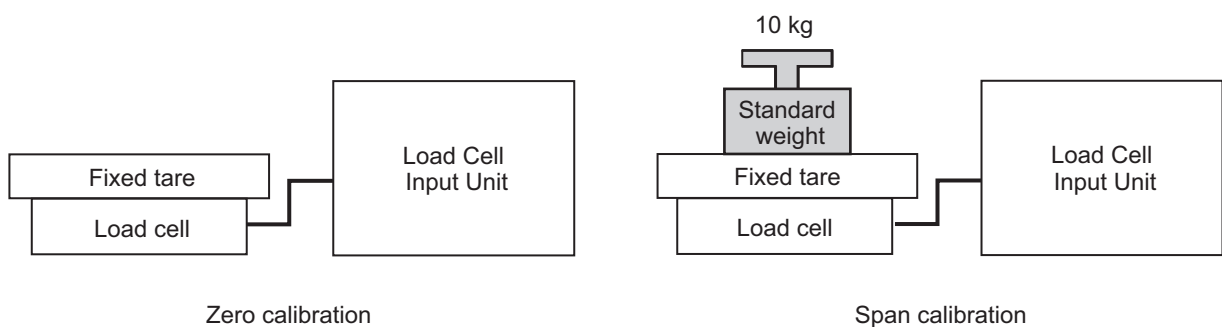 Fixed tare
Load cell
Load Cell
Input Unit
Zero calibration
10 kg
Standard
weight
Fixed tare
Load cell
Load Cell
Input Unit
Span calibration